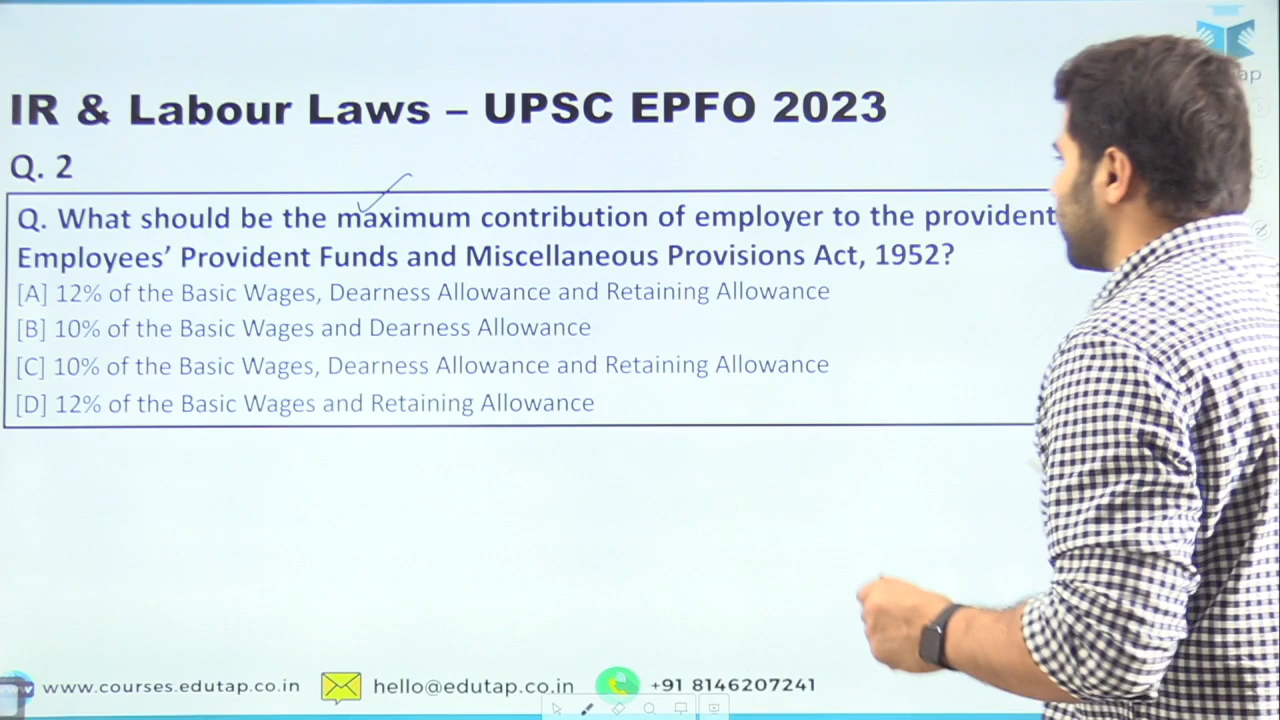 IR & Labour Laws – UPSC EPFO 2023
Q. 2
Q. What should be the maximum contribution of employer to the provident
Employees’ Provident Funds and Miscellaneous Provisions Act, 1952?
[A] 12% of the Basic Wages, Dearness Allowance and Retaining Allowance
[B] 10% of the Basic Wages and Dearness Allowance
[C] 10% of the Basic Wages, Dearness Allowance and Retaining Allowance
[D] 12% of the Basic Wages and Retaining Allowance
www.courses.edutap.co.in hello@edutap.co.in +91 8146207241